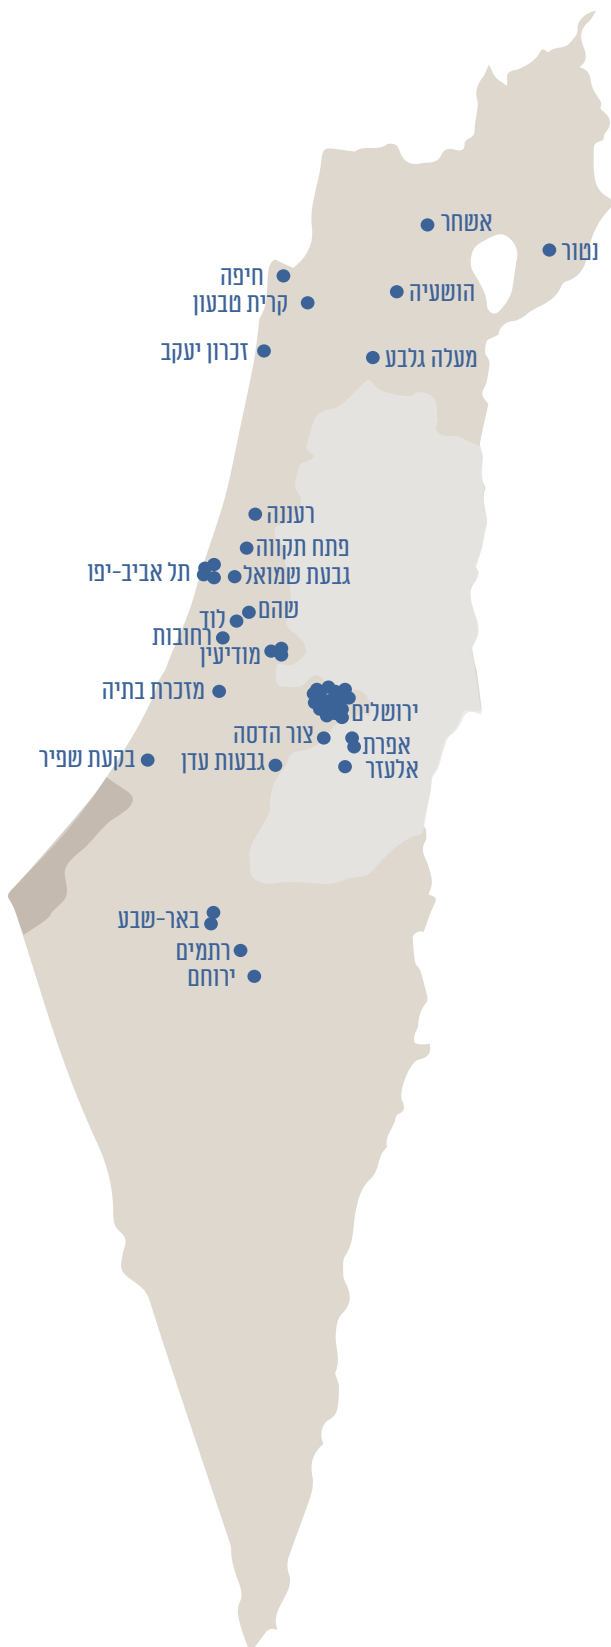 אשחר
נטור
חיפה
הושעיה
קרית טבעון
זכרון יעקב
מעלה גלבע
רעננה
פתח תקווה
תל אביב-יפו
גבעת שמואל
שהם
לוד
רחובות
מודיעין
מזכרת בתיה
ירושלים
צור הדסה
אפרת
בקעת שפיר
גבעות עדן
אלעזר
באר-שבע
רתמים
ירוחם